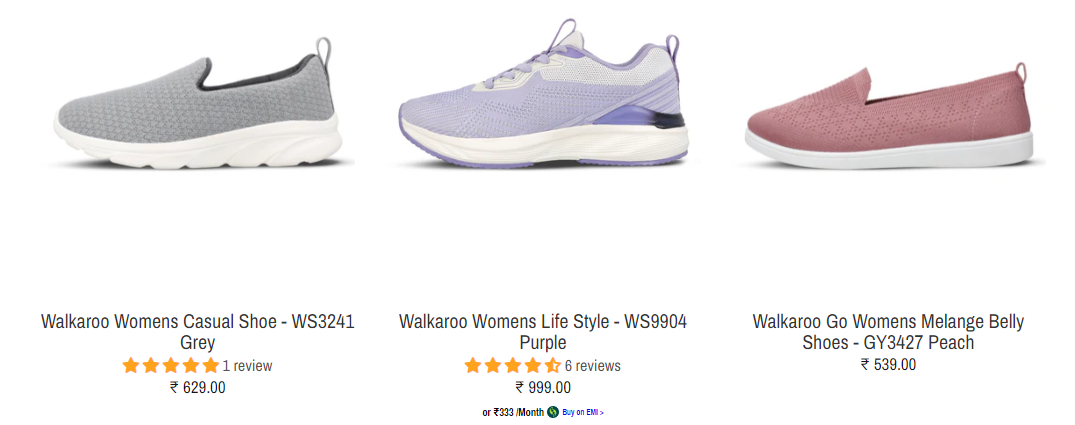 Walkaroo Womens Casual Shoe - WS3241
Grey
1 review
₹ 629.00
Walkaroo Womens Life Style - WS9904
Purple
6 reviews
₹ 999.00
or ₹333 /Month Buy on EMI >
Walkaroo Go Womens Melange Belly
Shoes - GY3427 Peach
₹ 539.00